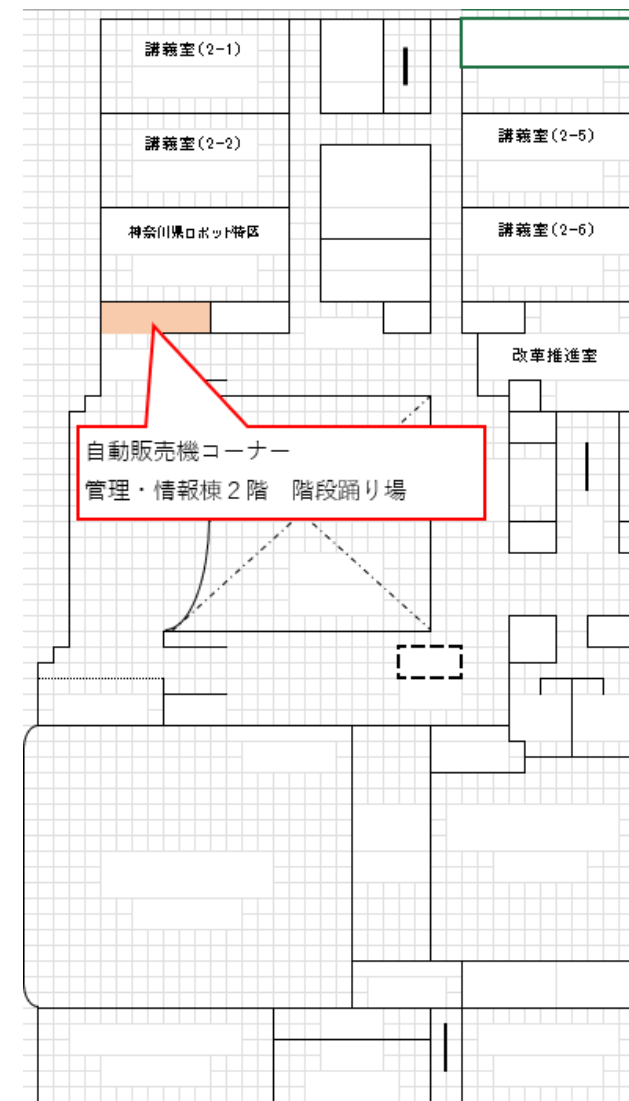 講義室(2-1)
講義室(2-2)
講義室(2-5)
神奈川県ロボット特区
講義室(2-6)
改革推進室
自動販売機コーナー
管理・情報棟２階　階段踊り場